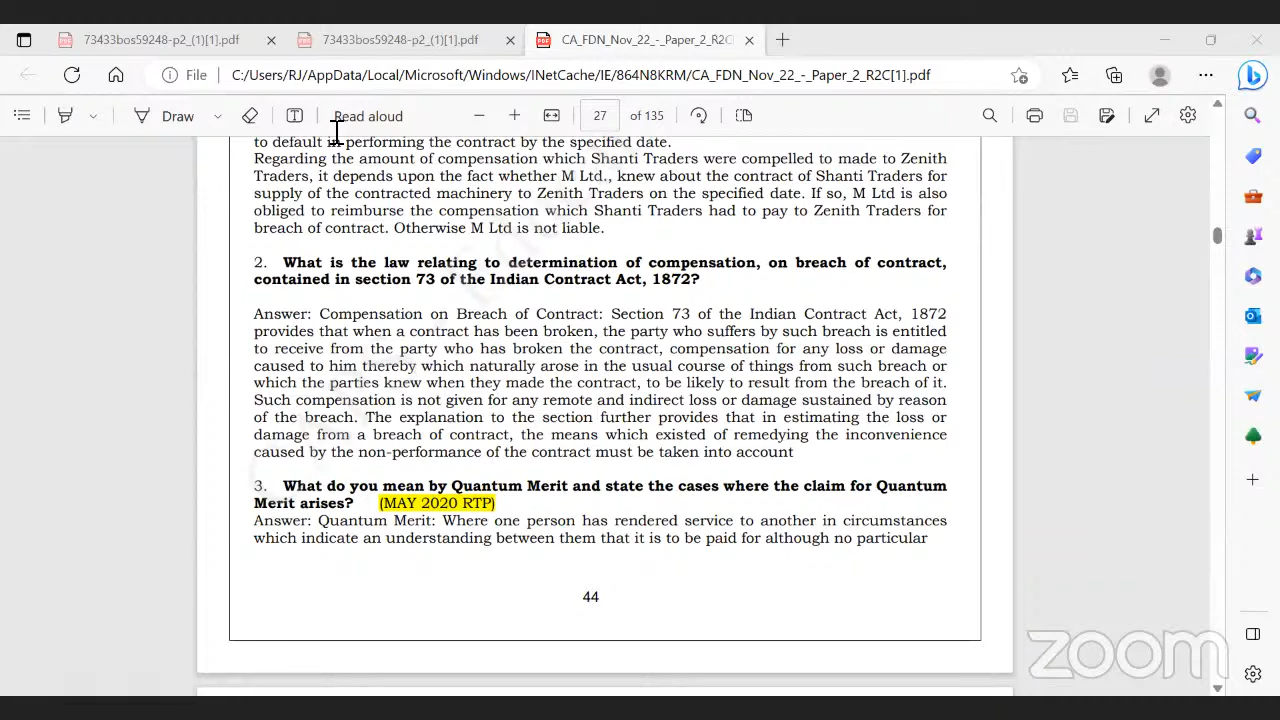 73433bos59248-p2_(1)[1].pdf
73433bos59248-p2_(1)[1].pdf
CA_FDN_Nov_22_-_Paper_2_R2C
File
C:/Users/RJ/AppData/Local/Microsoft/Windows/INetCache/IE/864N8KRM/CA_FDN_Nov_22_-_Paper_2_R2C[1].pdf
Draw
Read aloud
27 of 135
to default in performing the contract by the specified date.
Regarding the amount of compensation which Shanti Traders were compelled to made to Zenith
Traders, it depends upon the fact whether M Ltd., knew about the contract of Shanti Traders for
supply of the contracted machinery to Zenith Traders on the specified date. If so, M Ltd is also
obliged to reimburse the compensation which Shanti Traders had to pay to Zenith Traders for
breach of contract. Otherwise M Ltd is not liable.
2. What is the law relating to determination of compensation, on breach of contract,
contained in section 73 of the Indian Contract Act, 1872?
Answer: Compensation on Breach of Contract: Section 73 of the Indian Contract Act, 1872
provides that when a contract has been broken, the party who suffers by such breach is entitled
to receive from the party who has broken the contract, compensation for any loss or damage
caused to him thereby which naturally arose in the usual course of things from such breach or
which the parties knew when they made the contract, to be likely to result from the breach of it.
Such compensation is not given for any remote and indirect loss or damage sustained by reason
of the breach. The explanation to the section further provides that in estimating the loss or
damage from a breach of contract, the means which existed of remedying the inconvenience
caused by the non-performance of the contract must be taken into account
3. What do you mean by Quantum Merit and state the cases where the claim for Quantum
Merit arises? (MAY 2020 RTP)
Answer: Quantum Merit: Where one person has rendered service to another in circumstances
which indicate an understanding between them that it is to be paid for although no particular
44
zoom